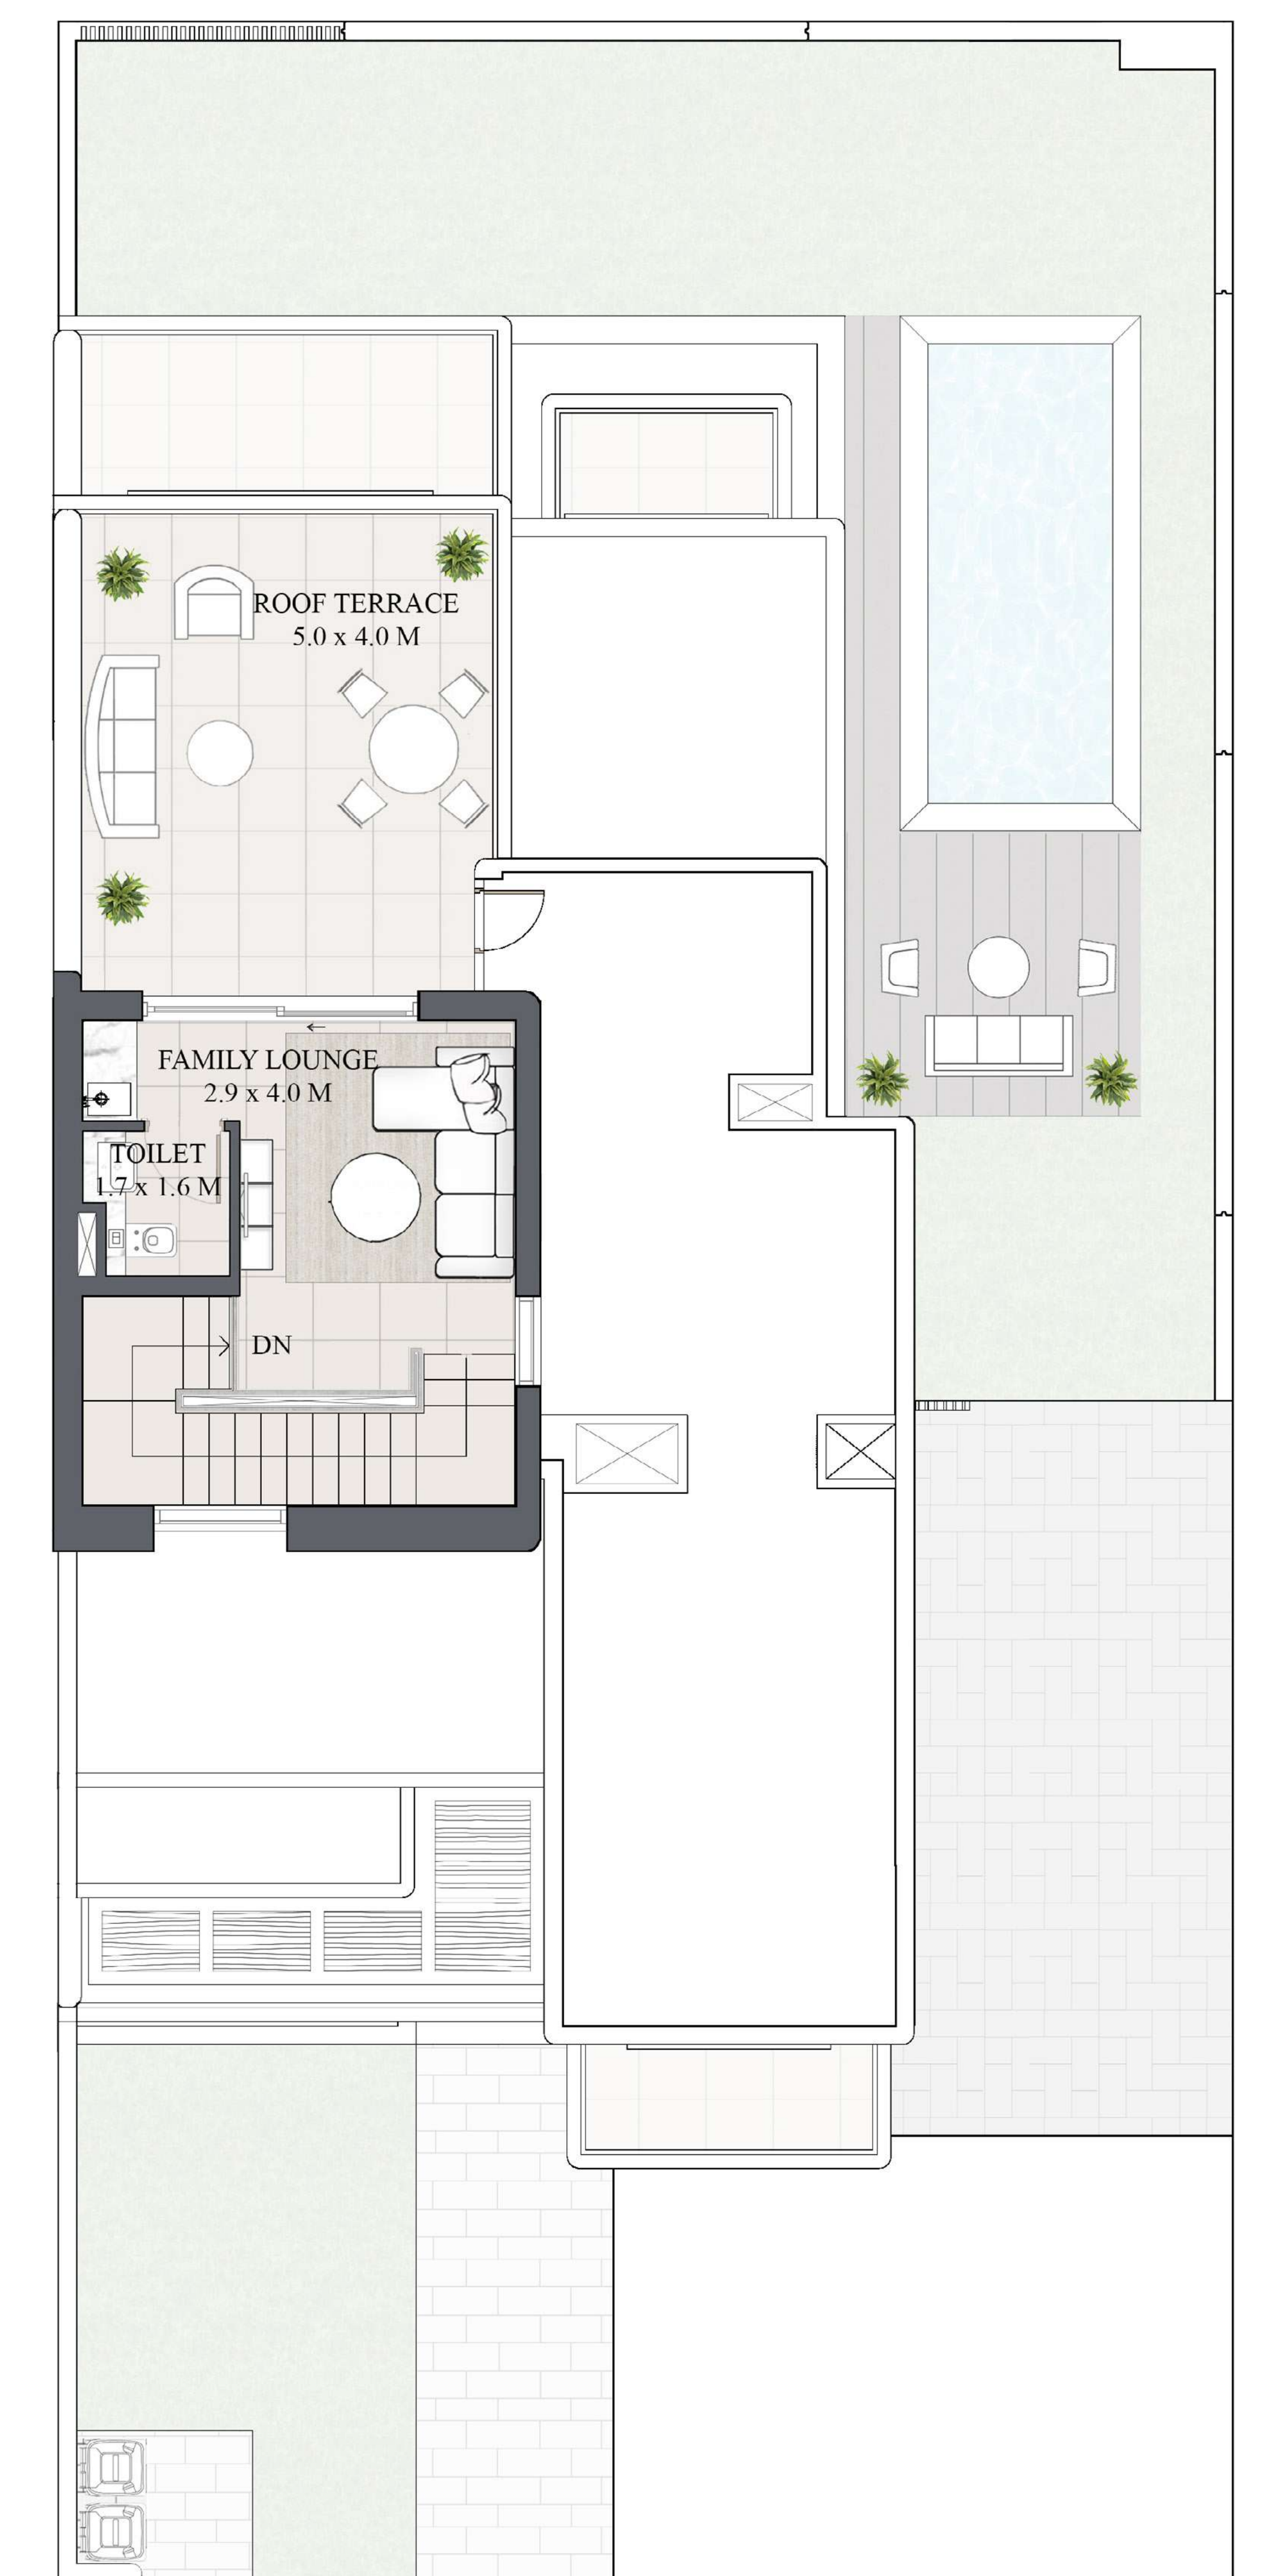 ROOF TERRACE
5.0 x 4.0 M
FAMILY LOUNGE
2.9 x 4.0 M
TOILET
1.7 x 1.6 M
DN